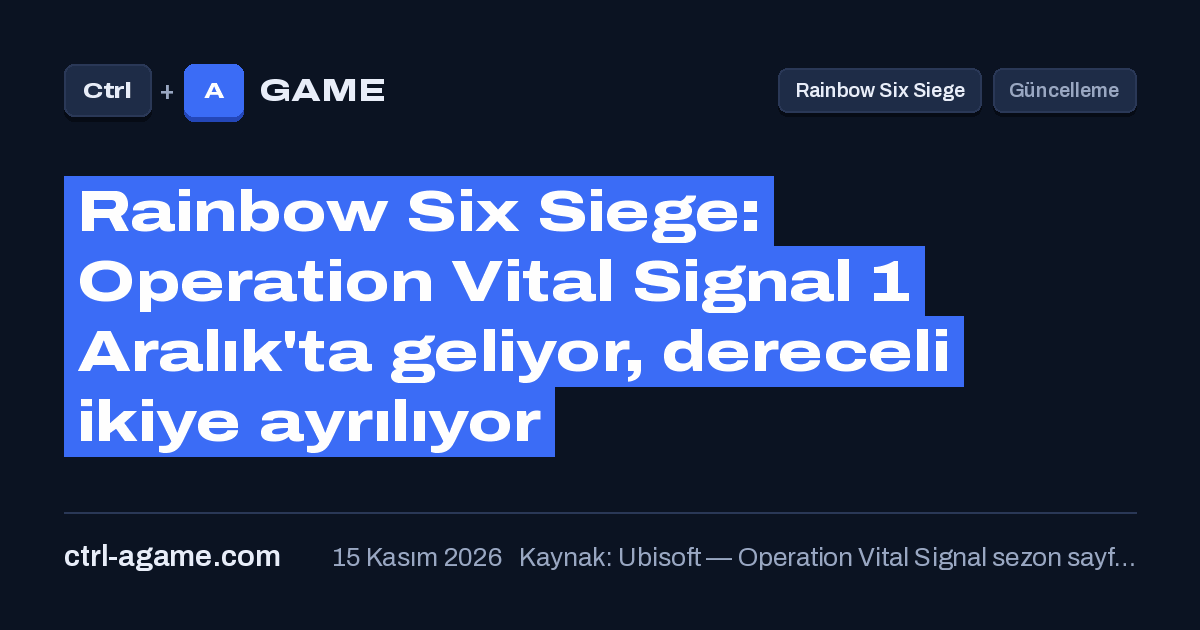 Ctrl + A GAME
Rainbow Six Siege Güncelleme
Rainbow Six Siege:
Operation Vital Signal 1
Aralık'ta geliyor, dereceli
ikiye ayrılıyor
ctrl-agame.com 15 Kasım 2026 Kaynak: Ubisoft — Operation Vital Signal sezon sayf...